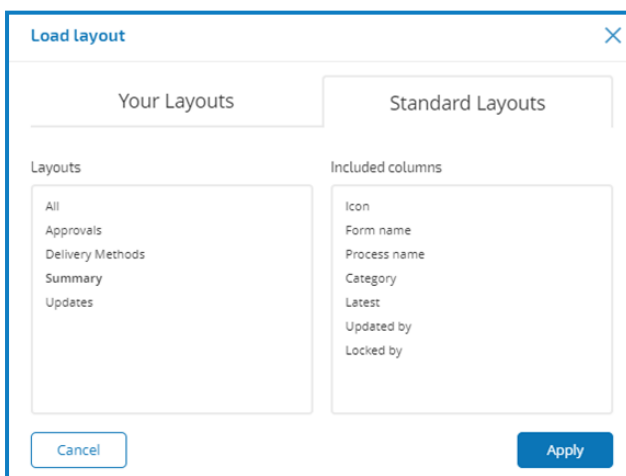 Load layout
Your Layouts
Standard Layouts
Layouts
All
Approvals
Delivery Methods
Summary
Updates
Included columns
Icon
Form name
Process name
Category
Latest
Updated by
Locked by
Cancel
Apply